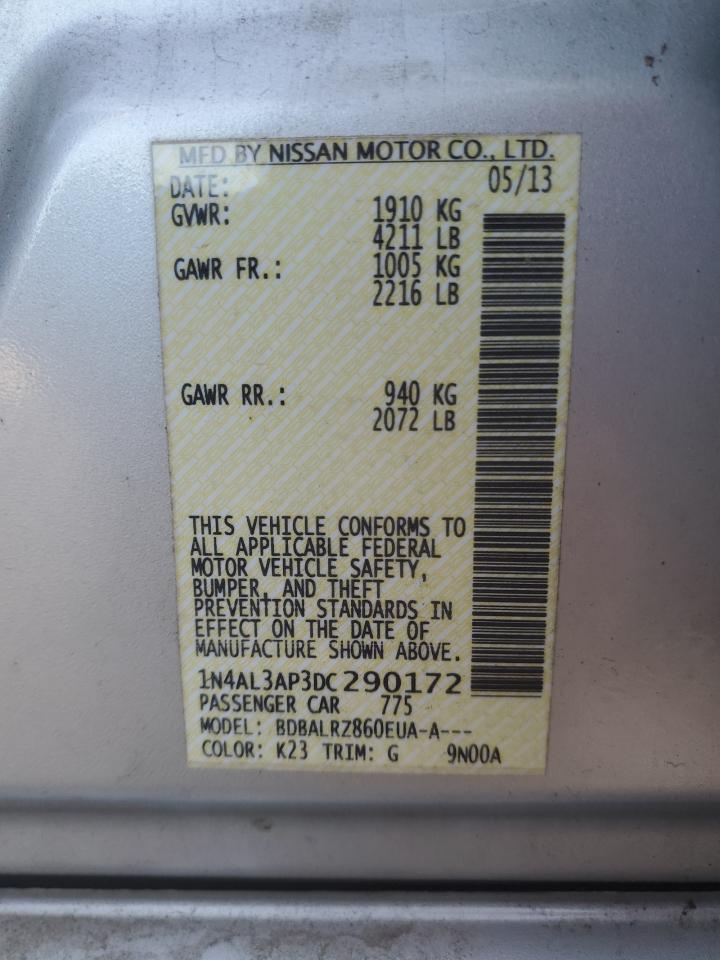 MFD BY NISSAN MOTOR CO., LTD.
DATE: 05/13
GVWR: 1910 KG
4211 LB
GAWR FR.: 1005 KG
2216 LB
GAWR RR.: 940 KG
2072 LB
THIS VEHICLE CONFORMS TO
ALL APPLICABLE FEDERAL
MOTOR VEHICLE SAFETY,
BUMPER, AND THEFT
PREVENTION STANDARDS IN
EFFECT ON THE DATE OF
MANUFACTURE SHOWN ABOVE.
1N4AL3AP3DC290172
PASSENGER CAR 775
MODEL: BDBALRZ860EUA-A---
COLOR: K23 TRIM: G 9N00A